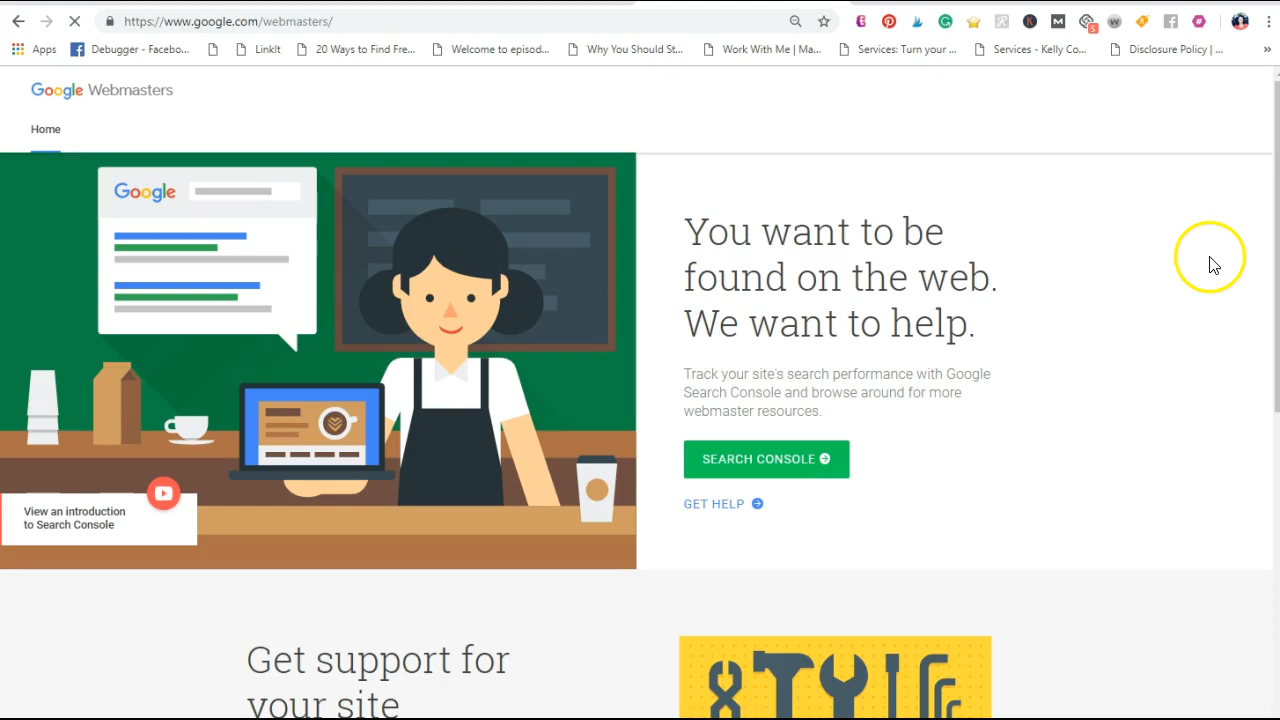 https://www.google.com/webmasters/
Apps
Debugger - Facebo...
LinkIt
20 Ways to Find Fre...
Welcome to episod...
Why You Should St...
Work With Me | Ma...
Services: Turn your ...
Services - Kelly Co...
Disclosure Policy | ...
Google Webmasters
Home
Google
You want to be
found on the web.
We want to help.
Track your site's search performance with Google
Search Console and browse around for more
webmaster resources.
SEARCH CONSOLE
GET HELP
View an introduction
to Search Console
Get support for
your site